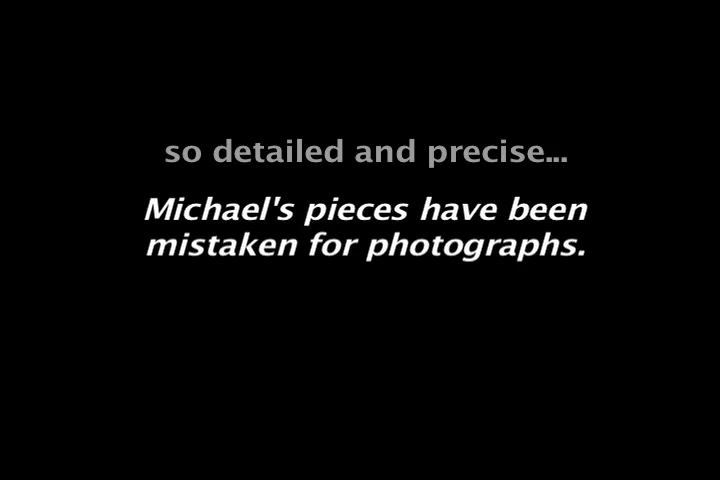 so detailed and precise...
Michael's pieces have been
mistaken for photographs.